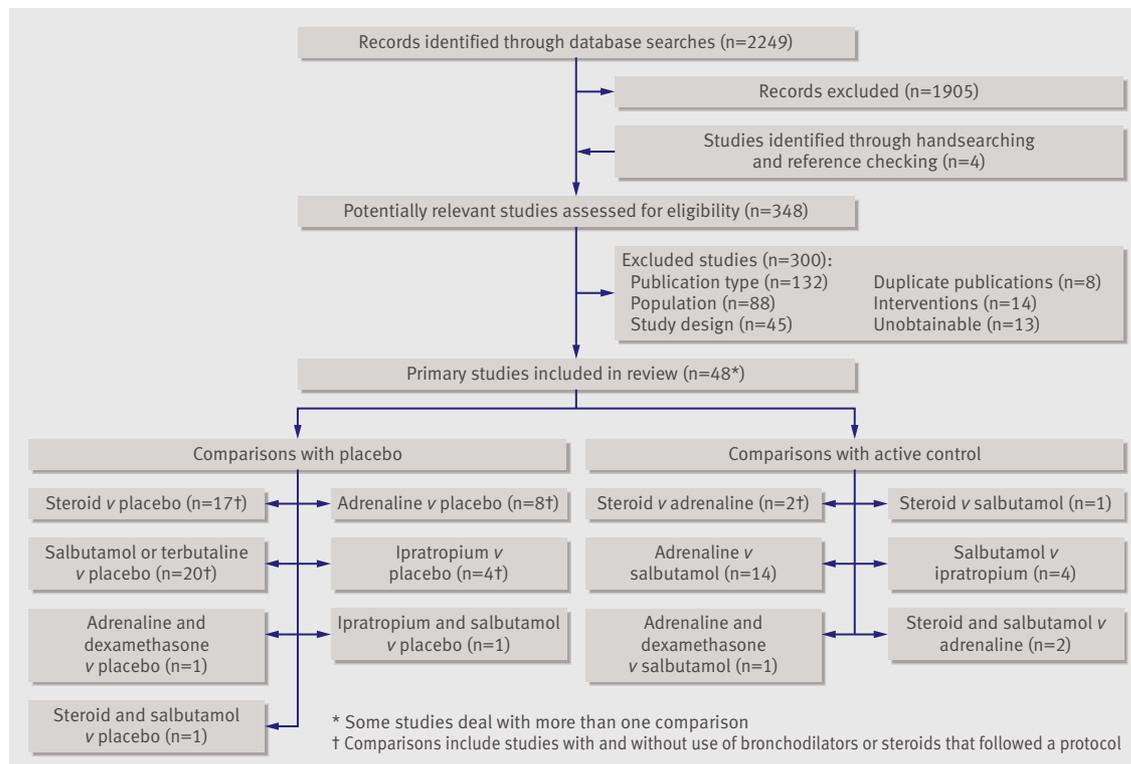 Records identified through database searches (n=2249)
Records excluded (n=1905)
Studies identified through handsearching
and reference checking (n=4)
Potentially relevant studies assessed for eligibility (n=348)
Excluded studies (n=300):
Publication type (n=132)
Population (n=88)
Study design (n=45)
Duplicate publications (n=8)
Interventions (n=14)
Unobtainable (n=13)
Primary studies included in review (n=48*)
Comparisons with placebo
Steroid v placebo (n=17†)
Adrenaline v placebo (n=8†)
Salbutamol or terbutaline
v placebo (n=20†)
Ipratropium v
placebo (n=4†)
Adrenaline and
dexamethasone
v placebo (n=1)
Ipratropium and salbutamol
v placebo (n=1)
Steroid and salbutamol
v placebo (n=1)
Comparisons with active control
Steroid v adrenaline (n=2†)
Steroid v salbutamol (n=1)
Adrenaline v
salbutamol (n=14)
Salbutamol v
ipratropium (n=4)
Adrenaline and
dexamethasone
v salbutamol (n=1)
Steroid and salbutamol v
adrenaline (n=2)
* Some studies deal with more than one comparison
† Comparisons include studies with and without use of bronchodilators or steroids that followed a protocol